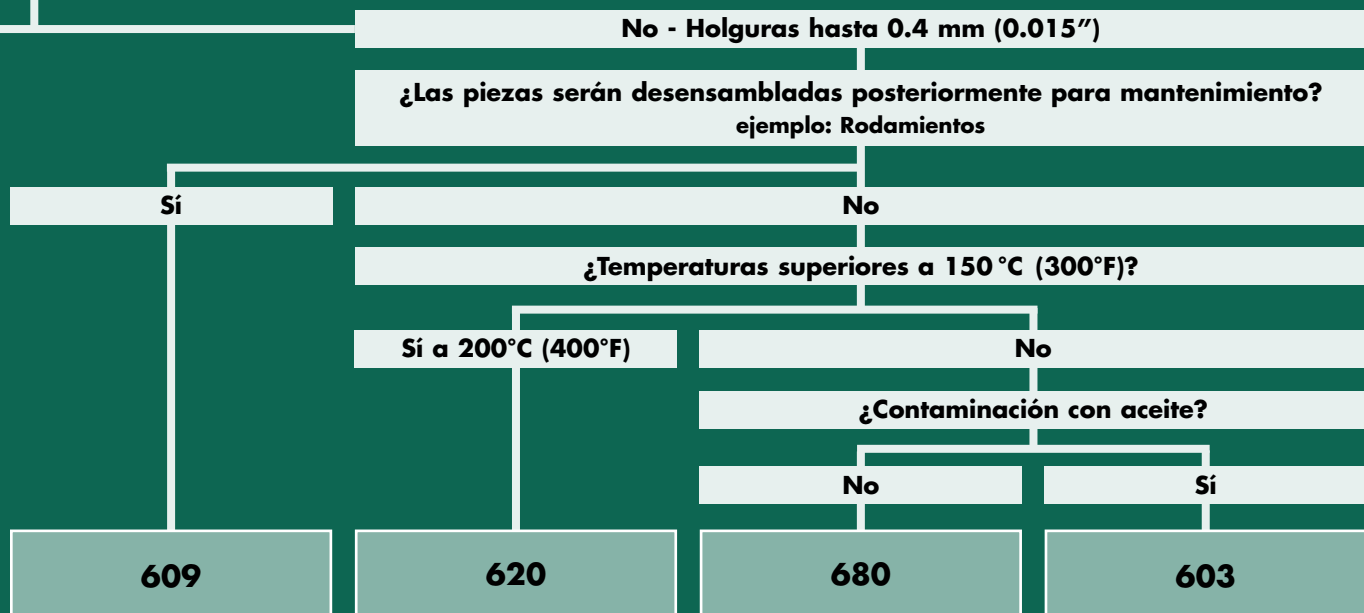 No - Holguras hasta 0.4 mm (0.015”)
¿Las piezas serán desensambladas posteriormente para mantenimiento?
ejemplo: Rodamientos
Sí
No
¿Temperaturas superiores a 150 °C (300°F)?
Sí a 200°C (400°F)
No
¿Contaminación con aceite?
No
Sí
609
620
680
603